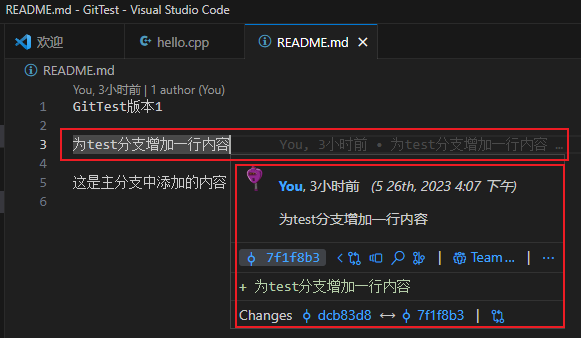 README.md - GitTest - Visual Studio Code
欢迎
hello.cpp
README.md
README.md
You, 3小时前 | 1 author (You)
1 GitTest版本1
2
3 为test分支增加一行内容 You, 3小时前 • 为test分支增加一行内容 …
4
5 这是主分支中添加的内容
6
You, 3小时前 (5 26th, 2023 4:07 下午)
为test分支增加一行内容
7f1f8b3 | Team... | ...
+ 为test分支增加一行内容
Changes dcb83d8 ↔ 7f1f8b3 |